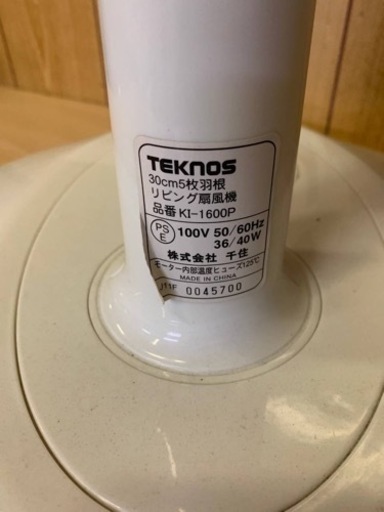 TEKNOS
30cm5枚羽根
リビング扇風機
品番 KI-1600P
PS E 100V 50/60Hz
36/40W
株式会社 千住
モーター内部温度ヒューズ125℃
MADE IN CHINA
J11F 0045700